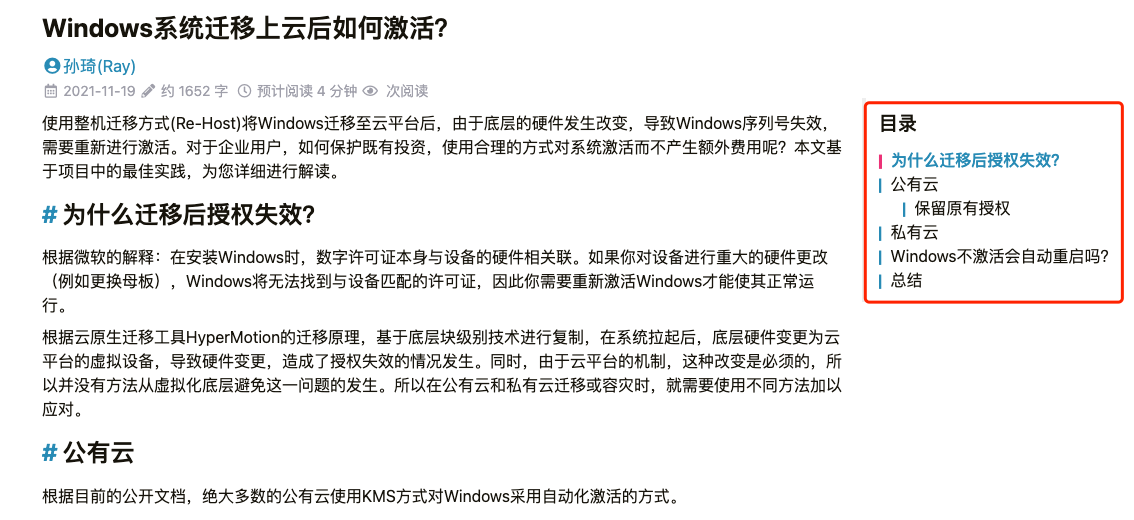 Windows系统迁移上云后如何激活?
孙琦(Ray)
2021-11-19 约 1652 字 预计阅读 4 分钟 次阅读
使用整机迁移方式(Re-Host)将Windows迁移至云平台后，由于底层的硬件发生改变，导致Windows序列号失效，
需要重新进行激活。对于企业用户，如何保护既有投资，使用合理的方式对系统激活而不产生额外费用呢？本文基
于项目中的最佳实践，为您详细进行解读。
# 为什么迁移后授权失效?
根据微软的解释：在安装Windows时，数字许可证本身与设备的硬件相关联。如果你对设备进行重大的硬件更改
（例如更换母板），Windows将无法找到与设备匹配的许可证，因此你需要重新激活Windows才能使其正常运
行。
根据云原生迁移工具HyperMotion的迁移原理，基于底层块级别技术进行复制，在系统拉起后，底层硬件变更为云
平台的虚拟设备，导致硬件变更，造成了授权失效的情况发生。同时，由于云平台的机制，这种改变是必须的，所
以并没有方法从虚拟化底层避免这一问题的发生。所以在公有云和私有云迁移或容灾时，就需要使用不同方法加以
应对。
# 公有云
根据目前的公开文档，绝大多数的公有云使用KMS方式对Windows采用自动化激活的方式。
目录
为什么迁移后授权失效?
公有云
保留原有授权
私有云
Windows不激活会自动重启吗?
总结